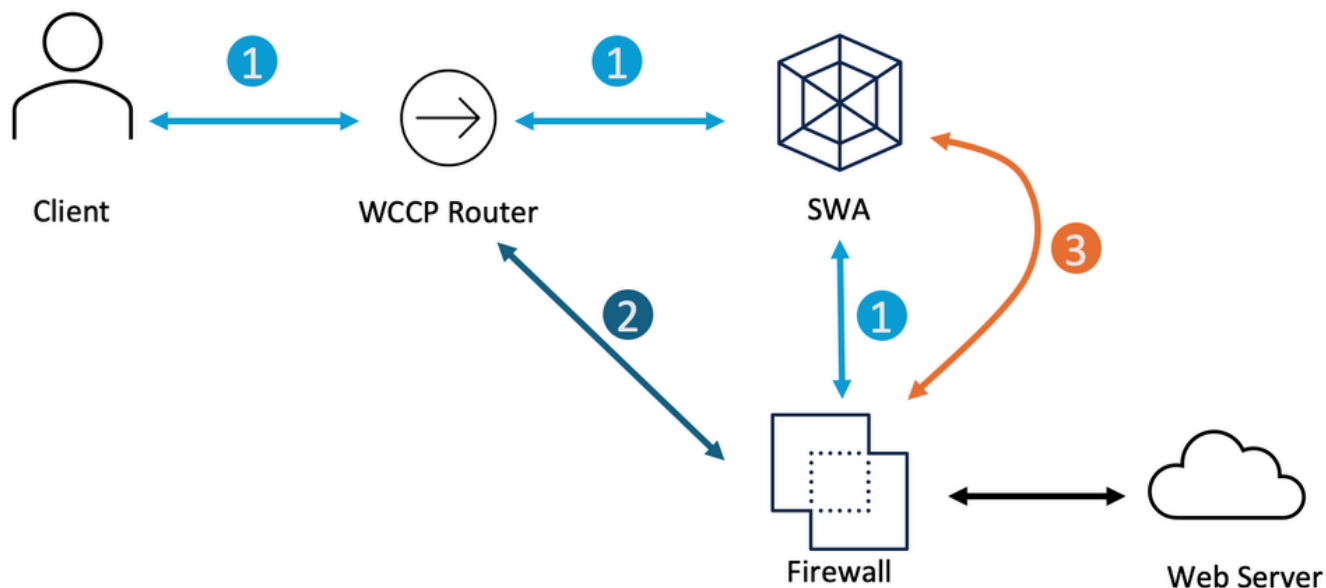 1
1
Client
WCCP Router
SWA
3
1
2
Firewall
Web Server